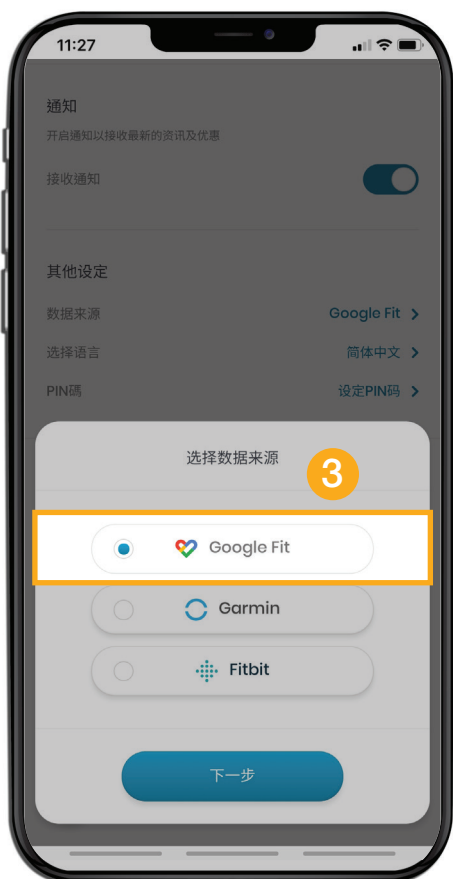 11:27
通知
开启通知以接收最新的资讯及优惠
接收通知
其他设定
数据来源 Google Fit
选择语言 简体中文
PIN碼 设定PIN码
选择数据来源
3
Google Fit
Garmin
Fitbit
下一步